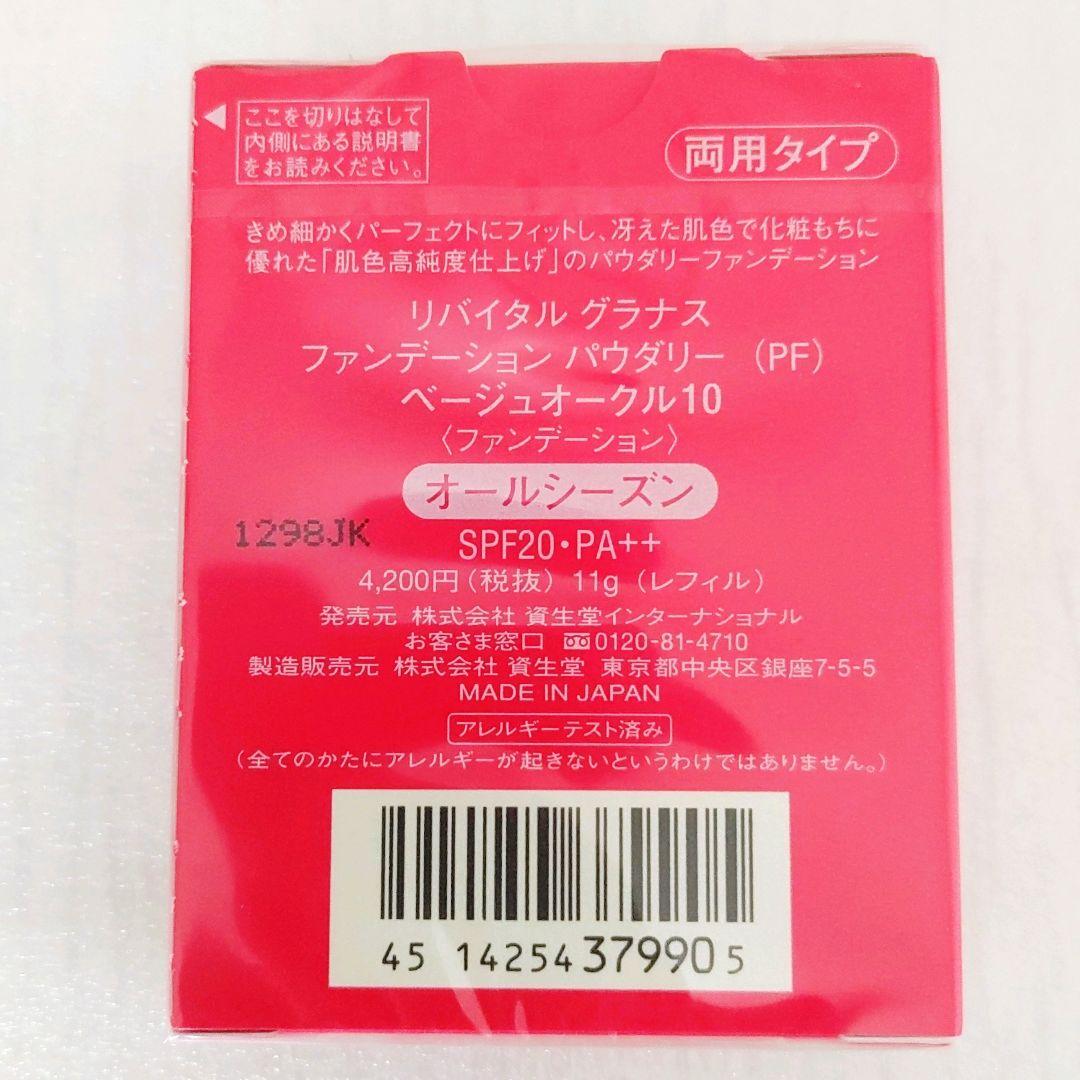 ここを切りはなして
内側にある説明書
をお読みください。
両用タイプ
きめ細かくパーフェクトにフィットし、冴えた肌色で化粧もちに
優れた「肌色高純度仕上げ」のパウダリーファンデーション
リバイタル グラナス
ファンデーション パウダリー (PF)
ベージュオークル10
〈ファンデーション〉
オールシーズン
1298JK
SPF20・PA++
4,200円(税抜) 11g (レフィル)
発売元 株式会社 資生堂インターナショナル
お客さま窓口 0120-81-4710
製造販売元 株式会社 資生堂 東京都中央区銀座7-5-5
MADE IN JAPAN
アレルギーテスト済み
(全てのかたにアレルギーが起きないというわけではありません。)
45 14254 37990 5